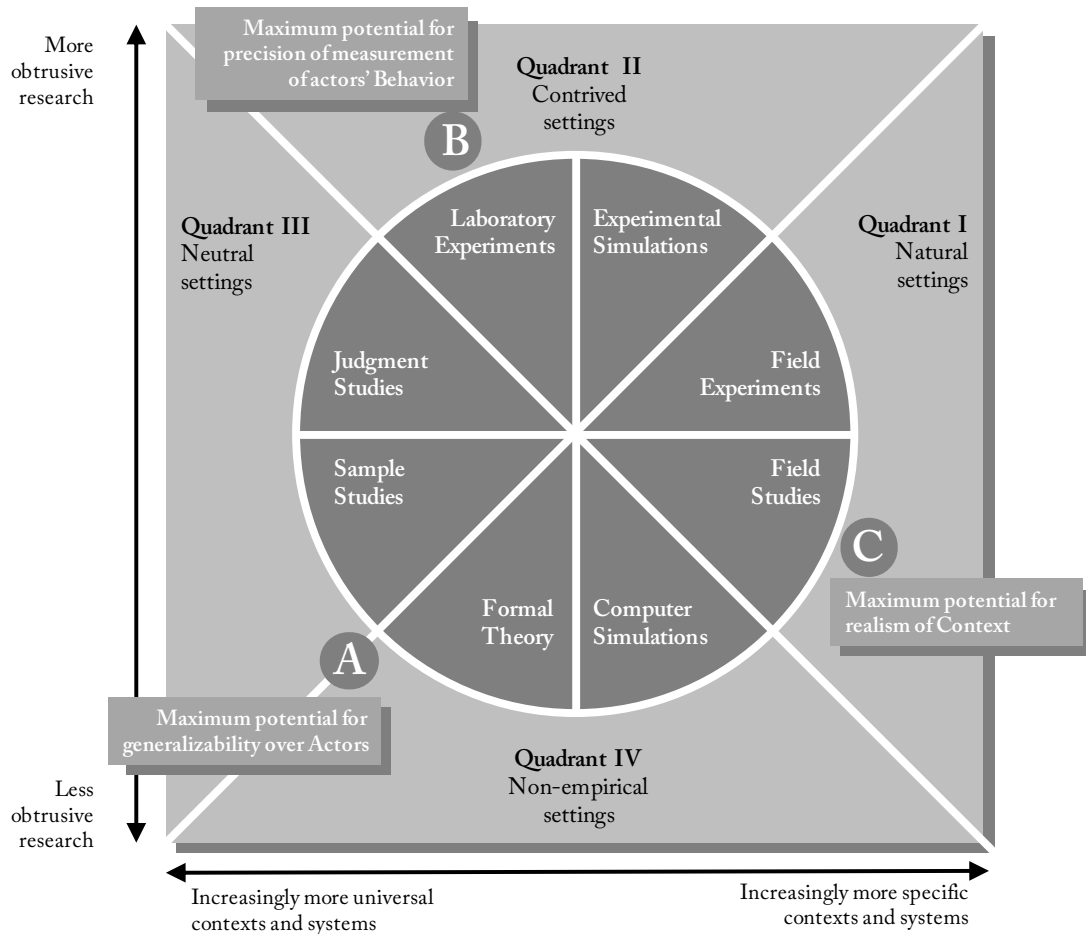 More
obtrusive
research
Maximum potential for
precision of measurement
of actors' Behavior
Quadrant II
Contrived
settings
B
Quadrant III
Neutral
settings
Laboratory
Experiments
Experimental
Simulations
Quadrant I
Natural
settings
Judgment
Studies
Field
Experiments
Sample
Studies
Field
Studies
C
Maximum potential for
realism of Context
Formal
Theory
Computer
Simulations
A
Maximum potential for
generalizability over Actors
Quadrant IV
Non-empirical
settings
Less
obtrusive
research
Increasingly more universal
contexts and systems
Increasingly more specific
contexts and systems